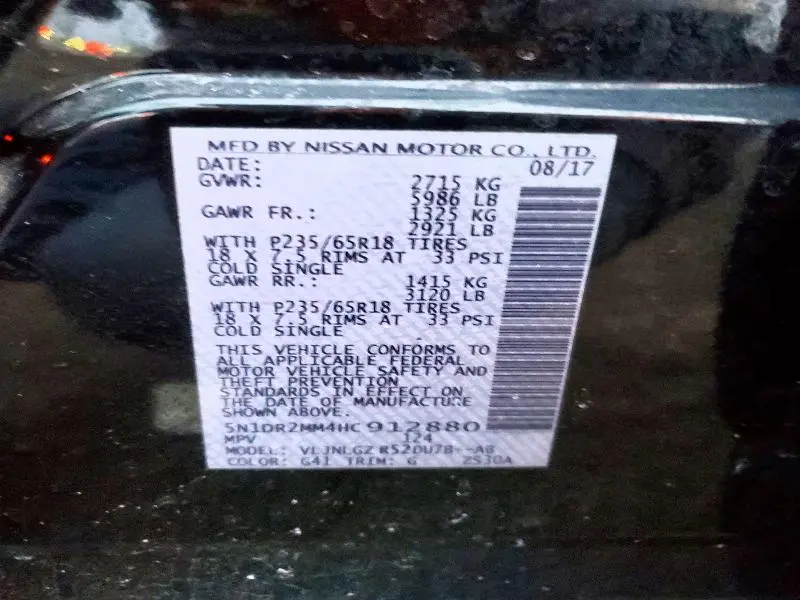 MFD BY NISSAN MOTOR CO., LTD.
DATE: 08/17
GVWR: 2715 KG
5986 LB
GAWR FR.: 1325 KG
2921 LB
WITH P235/65R18 TIRES
18 X 7.5 RIMS AT 33 PSI
COLD SINGLE
GAWR RR.: 1415 KG
3120 LB
WITH P235/65R18 TIRES
18 X 7.5 RIMS AT 33 PSI
COLD SINGLE
THIS VEHICLE CONFORMS TO
ALL APPLICABLE FEDERAL
MOTOR VEHICLE SAFETY AND
THEFT PREVENTION
STANDARDS IN EFFECT ON
THE DATE OF MANUFACTURE
SHOWN ABOVE.
5N1DR2MM4HC912880
MPV 124
MODEL:
COLOR: G41 TRIM: G